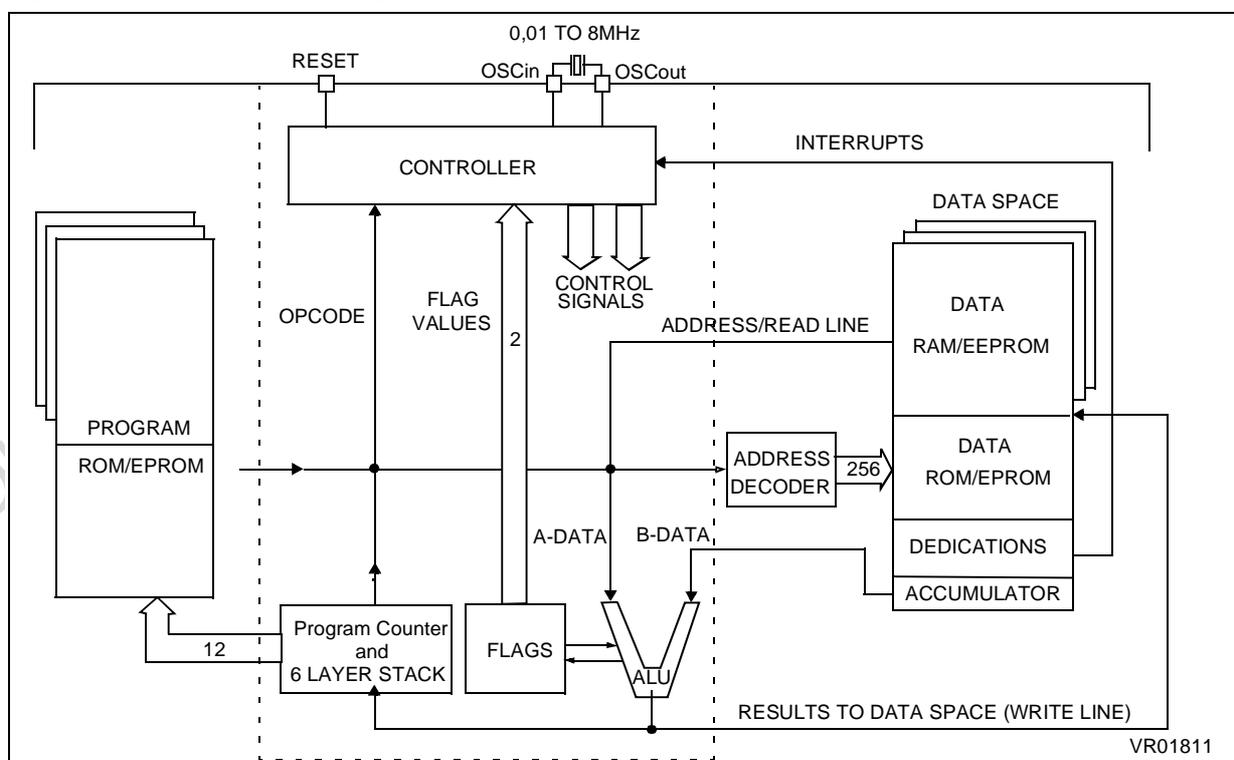 0,01 TO 8MHz
RESET
OSCin
OSCout
INTERRUPTS
CONTROLLER
DATA SPACE
CONTROL
SIGNALS
OPCODE
FLAG
VALUES
2
ADDRESS/READ LINE
DATA
RAM/EEPROM
PROGRAM
ROM/EPROM
ADDRESS
DECODER
256
DATA
ROM/EPROM
A-DATA
B-DATA
DEDICATIONS
ACCUMULATOR
12
Program Counter
and
6 LAYER STACK
FLAGS
ALU
RESULTS TO DATA SPACE (WRITE LINE)
VR01811